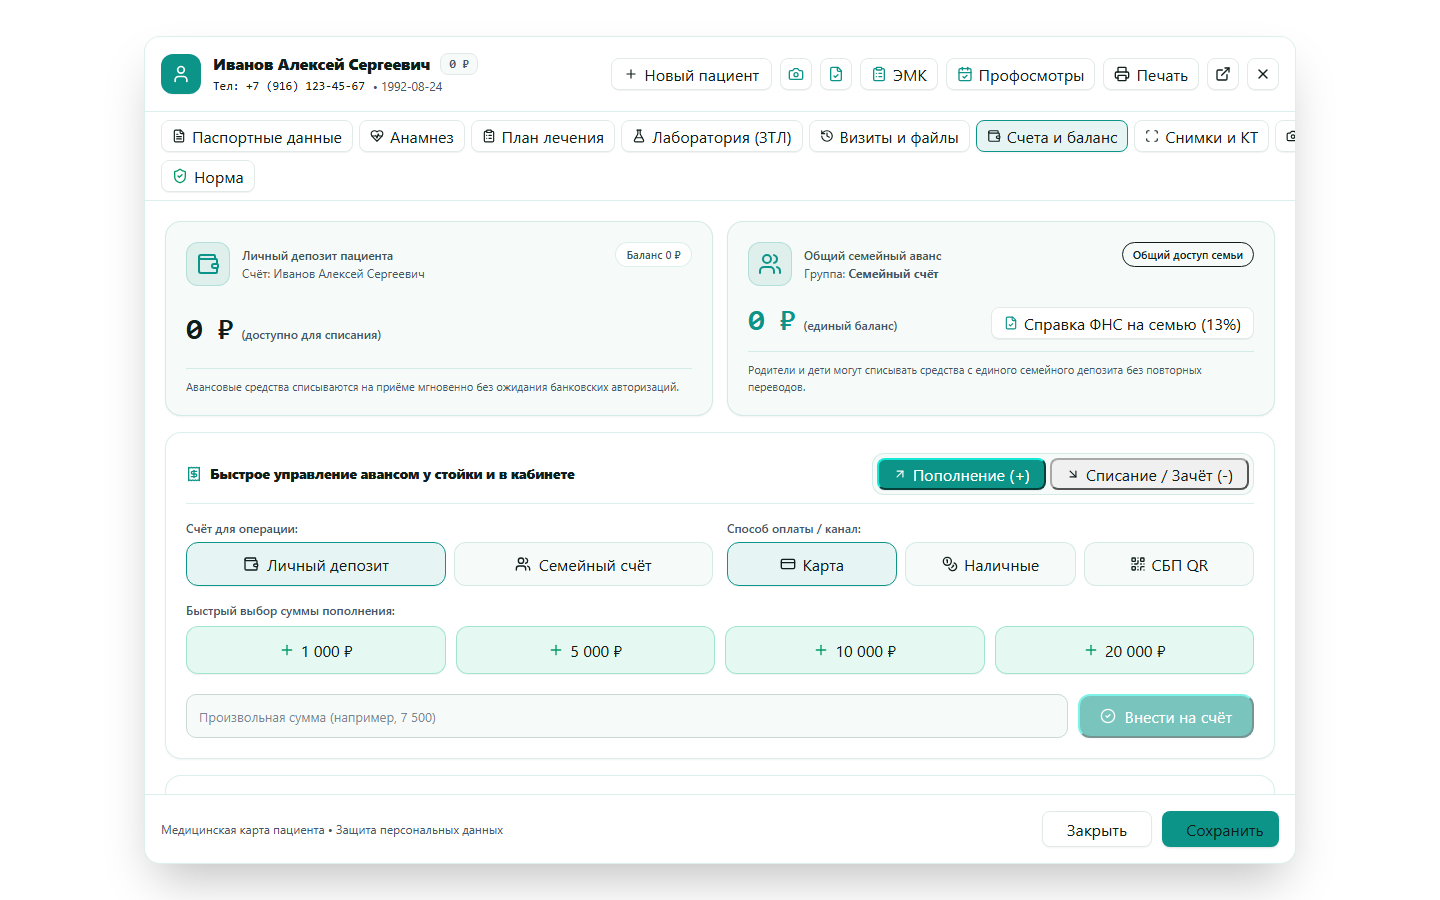 Иванов Алексей Сергеевич 0 ₽
Тел: +7 (916) 123-45-67 • 1992-08-24
Новый пациент
ЭМК
Профосмотры
Печать
Паспортные данные
Анамнез
План лечения
Лаборатория (ЗТЛ)
Визиты и файлы
Счета и баланс
Снимки и КТ
Норма
Личный депозит пациента
Счёт: Иванов Алексей Сергеевич
Баланс 0 ₽
0 ₽ (доступно для списания)
Авансовые средства списываются на приёме мгновенно без ожидания банковских авторизаций.
Общий семейный аванс
Группа: Семейный счёт
Общий доступ семьи
0 ₽ (единый баланс)
Справка ФНС на семью (13%)
Родители и дети могут списывать средства с единого семейного депозита без повторных
переводов.
Быстрое управление авансом у стойки и в кабинете
Пополнение (+)
Списание / Зачёт (-)
Счёт для операции:
Личный депозит
Семейный счёт
Способ оплаты / канал:
Карта
Наличные
СБП QR
Быстрый выбор суммы пополнения:
+ 1 000 ₽
+ 5 000 ₽
+ 10 000 ₽
+ 20 000 ₽
Произвольная сумма (например, 7 500)
Внести на счёт
Медицинская карта пациента • Защита персональных данных
Закрыть
Сохранить